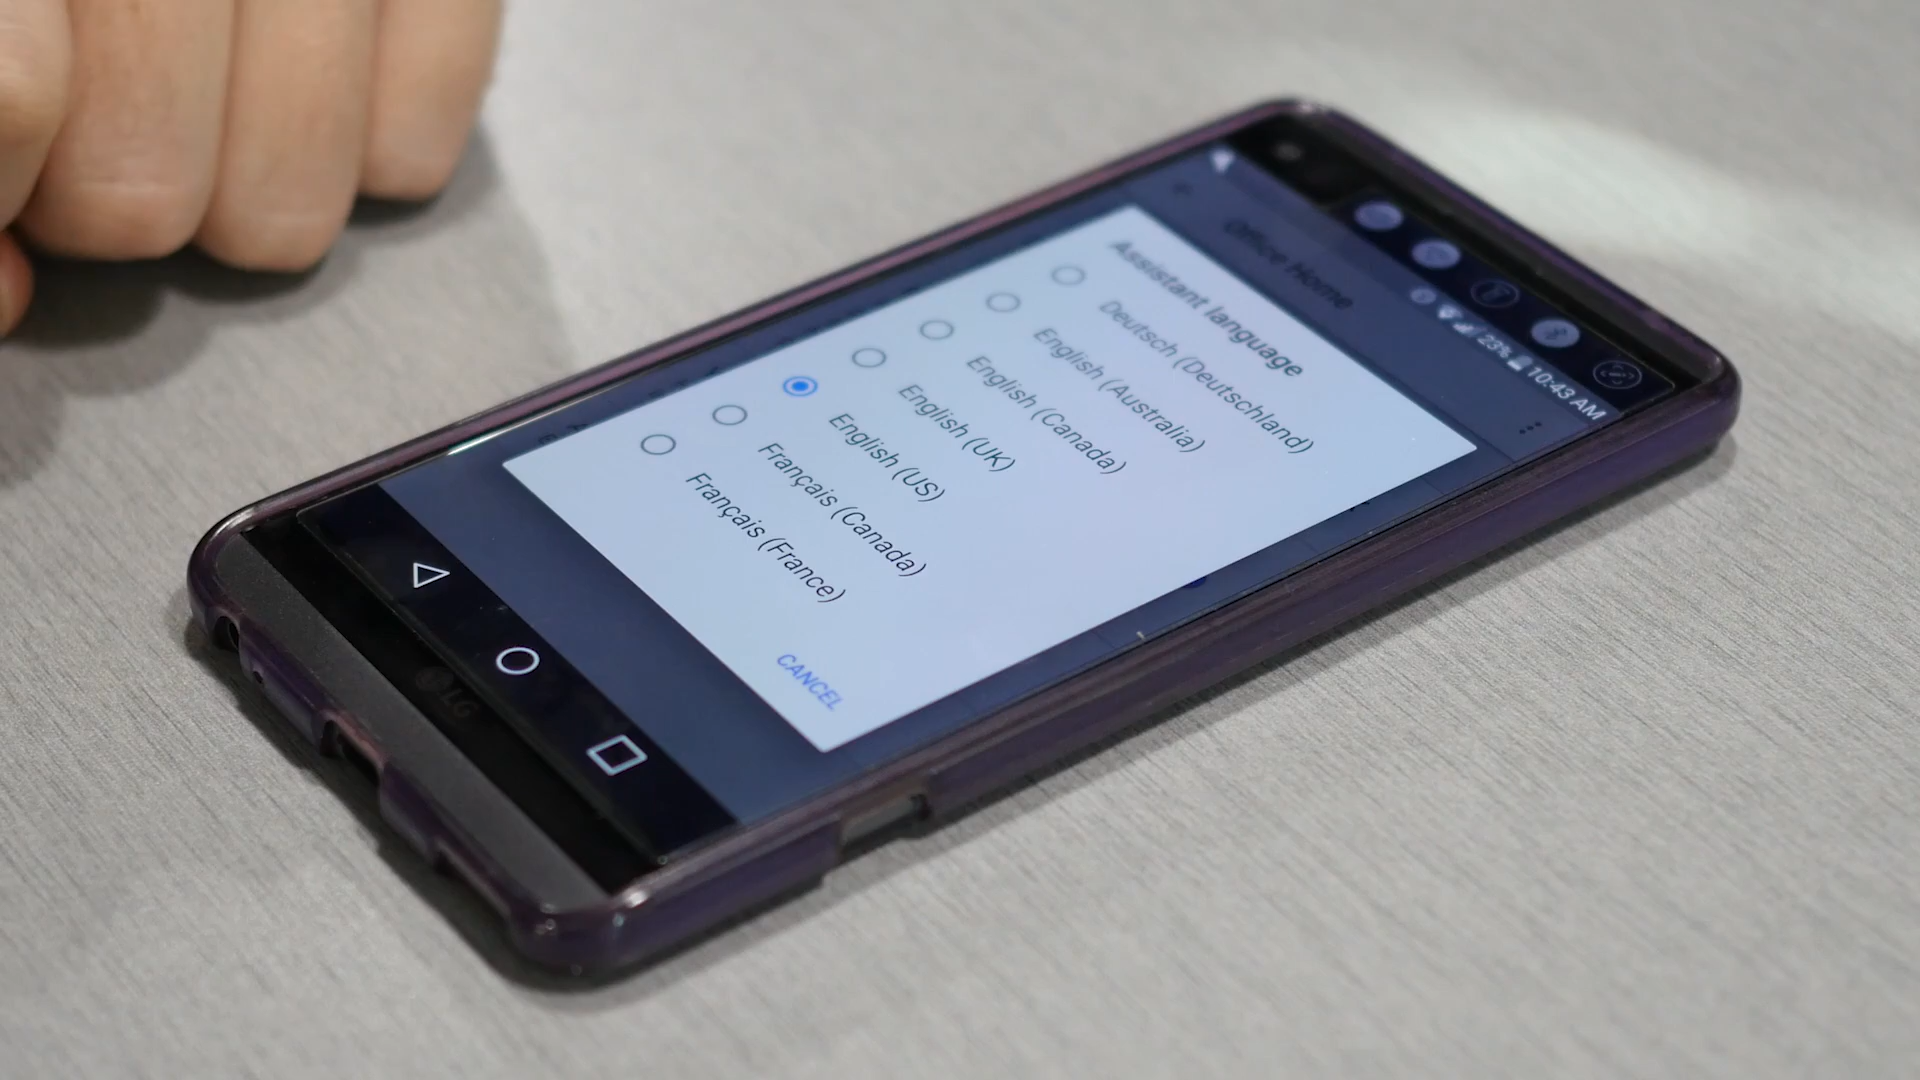 23% 10:43 AM
Office Home
Assistant language
Deutsch (Deutschland)
English (Australia)
English (Canada)
English (UK)
English (US)
Français (Canada)
Français (France)
CANCEL
LG